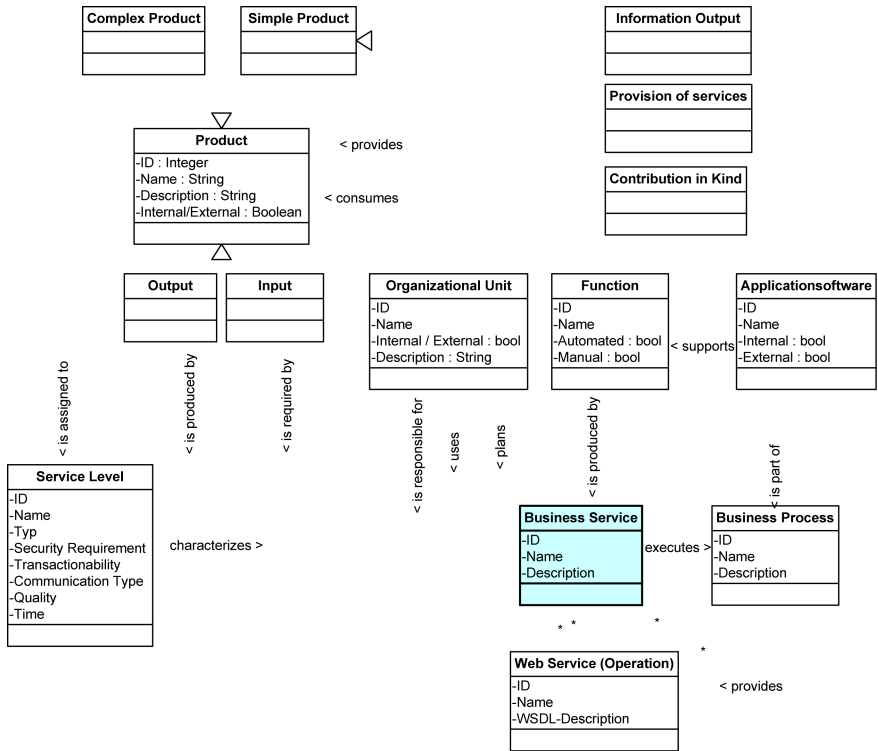 Complex Product
Simple Product
Information Output
Provision of services
Contribution in Kind
Product
-ID : Integer
-Name : String
-Description : String
-Internal/External : Boolean
< provides
< consumes
Output
Input
Organizational Unit
-ID
-Name
-Internal / External : bool
-Description : String
Function
-ID
-Name
-Automated : bool
-Manual : bool
< supports
Applicationsoftware
-ID
-Name
-Internal : bool
-External : bool
< is assigned to
< is produced by
< is required by
< is responsible for
< uses
< plans
< is produced by
< is part of
Service Level
-ID
-Name
-Typ
-Security Requirement
-Transactionability
-Communication Type
-Quality
-Time
characterizes >
Business Service
-ID
-Name
-Description
executes >
Business Process
-ID
-Name
-Description
* *
*
*
Web Service (Operation)
-ID
-Name
-WSDL-Description
< provides